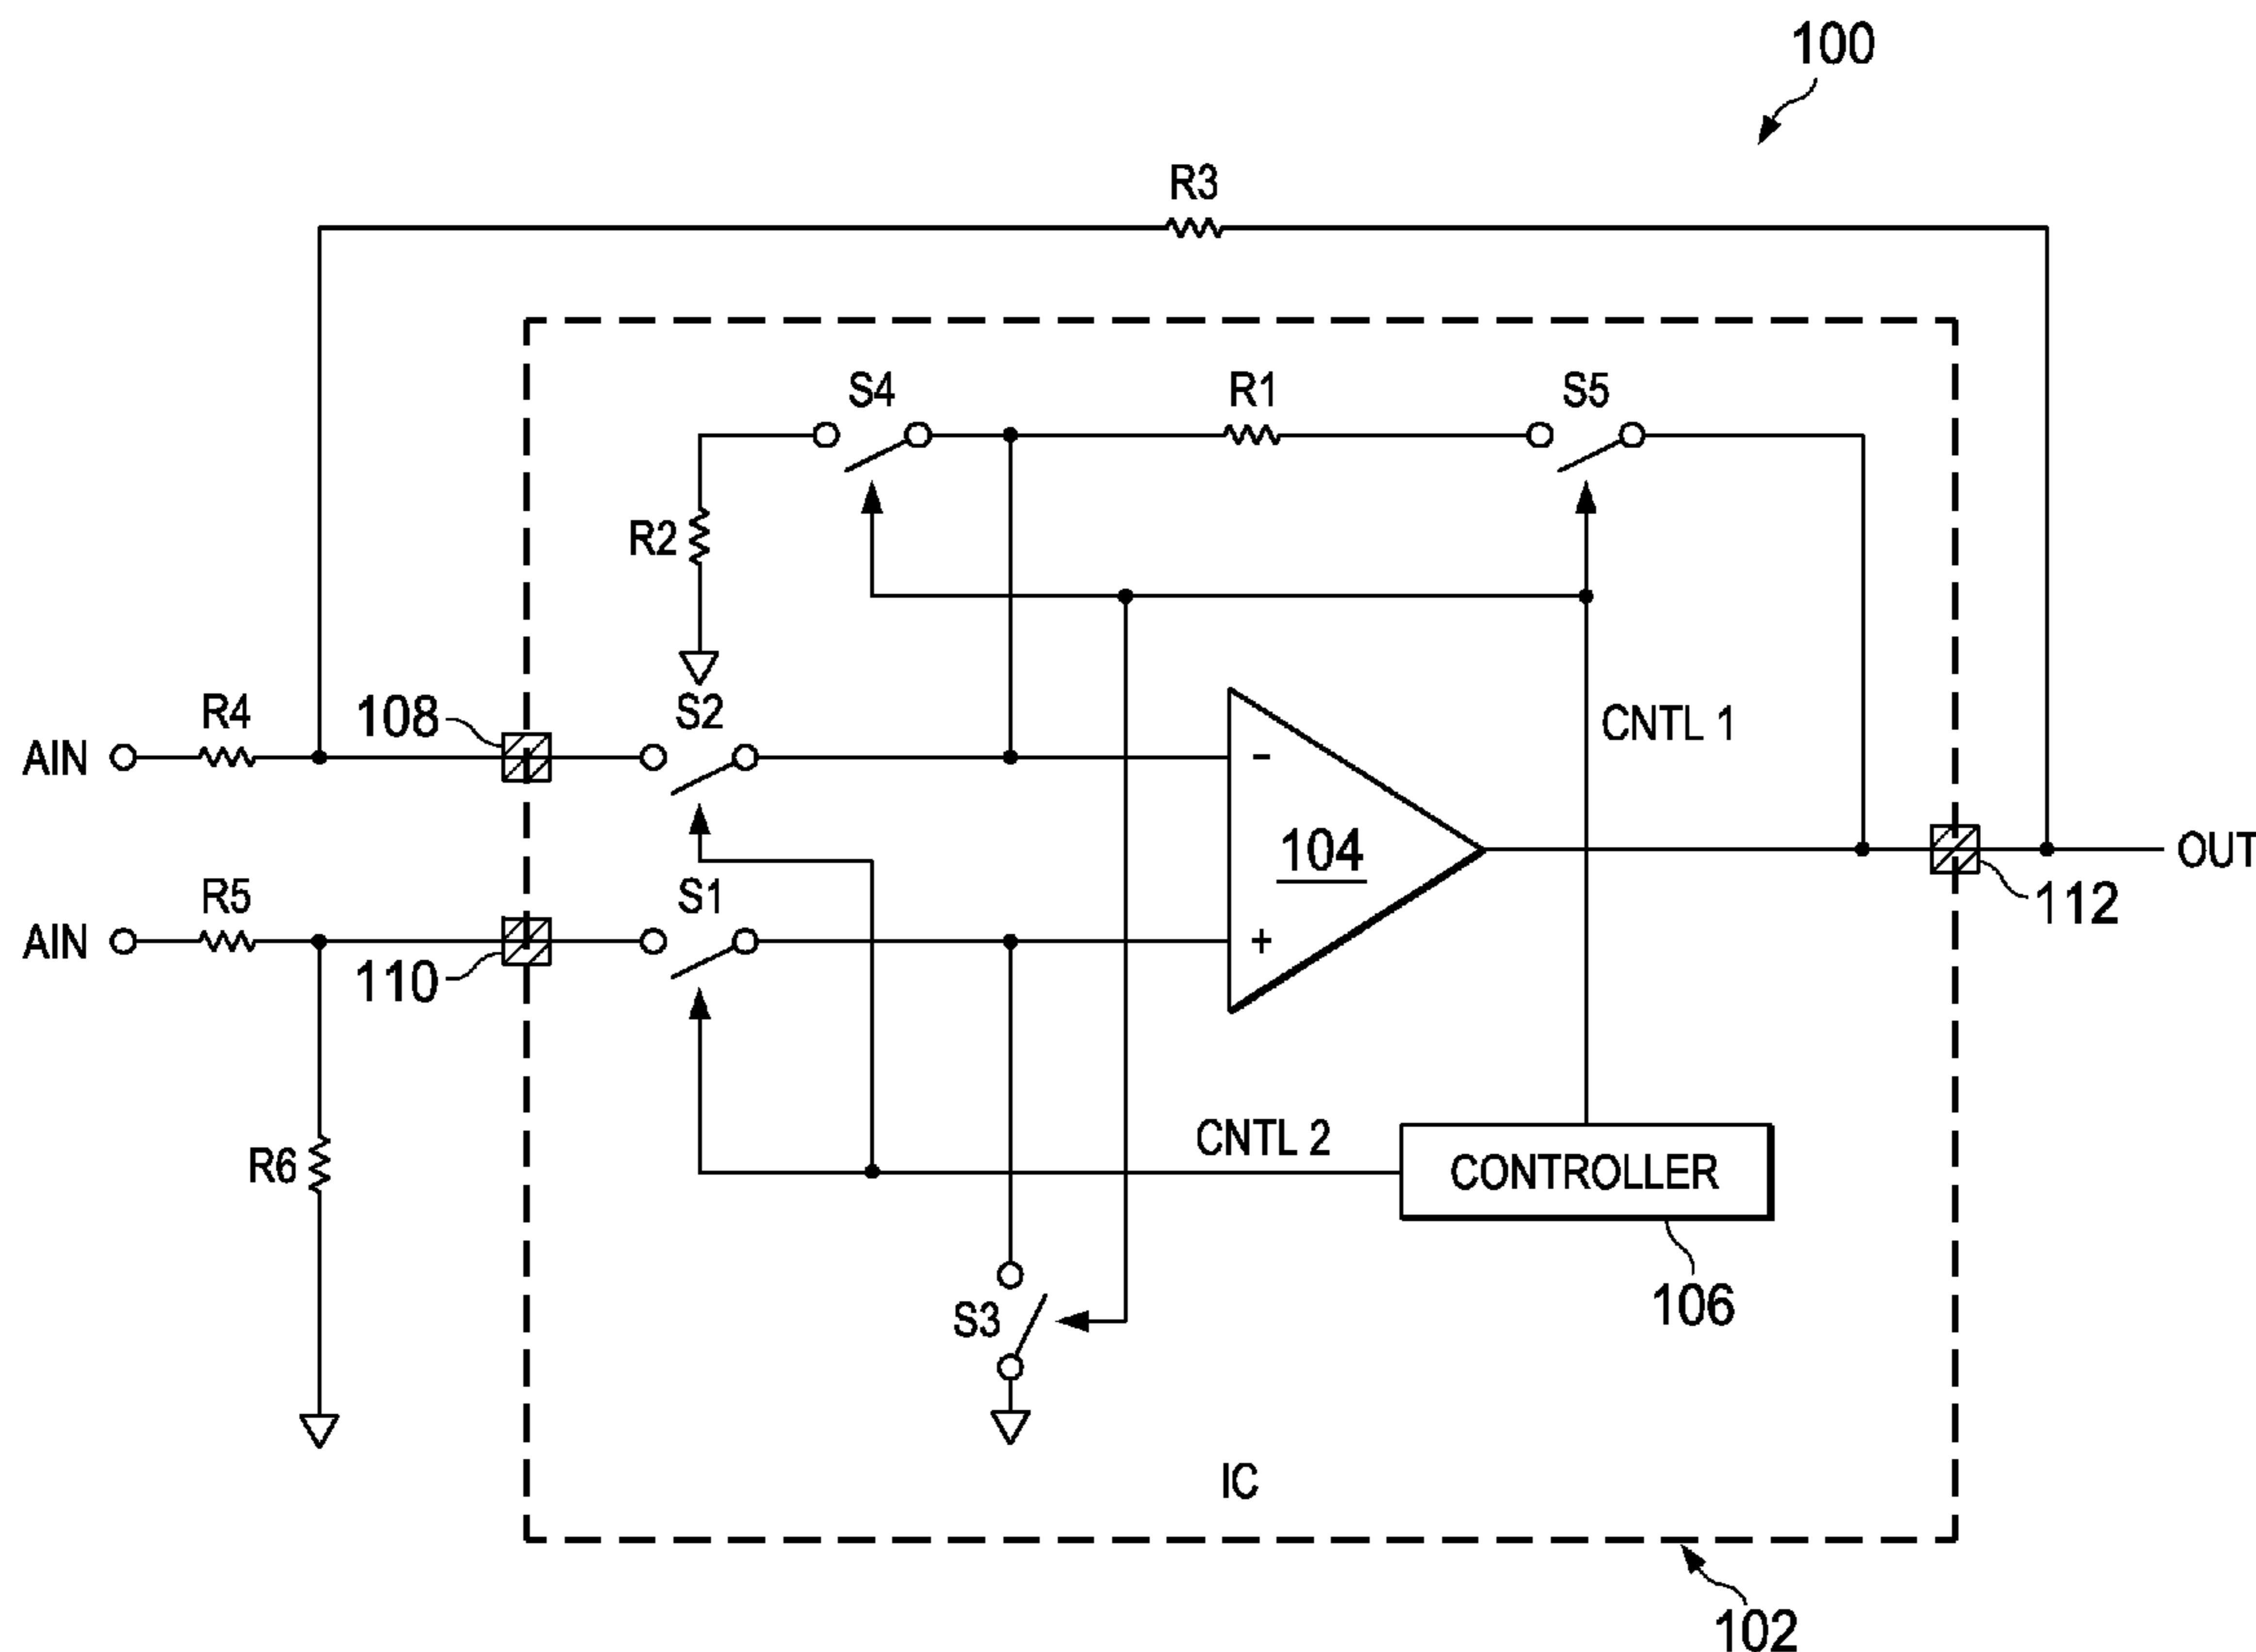 100
R3
S4
R1
S5
R2
R4
108
S2
CNTL 1
AIN
-
104
OUT
R5
S1
112
AIN
+
110
CNTL 2
R6
CONTROLLER
S3
106
IC
102